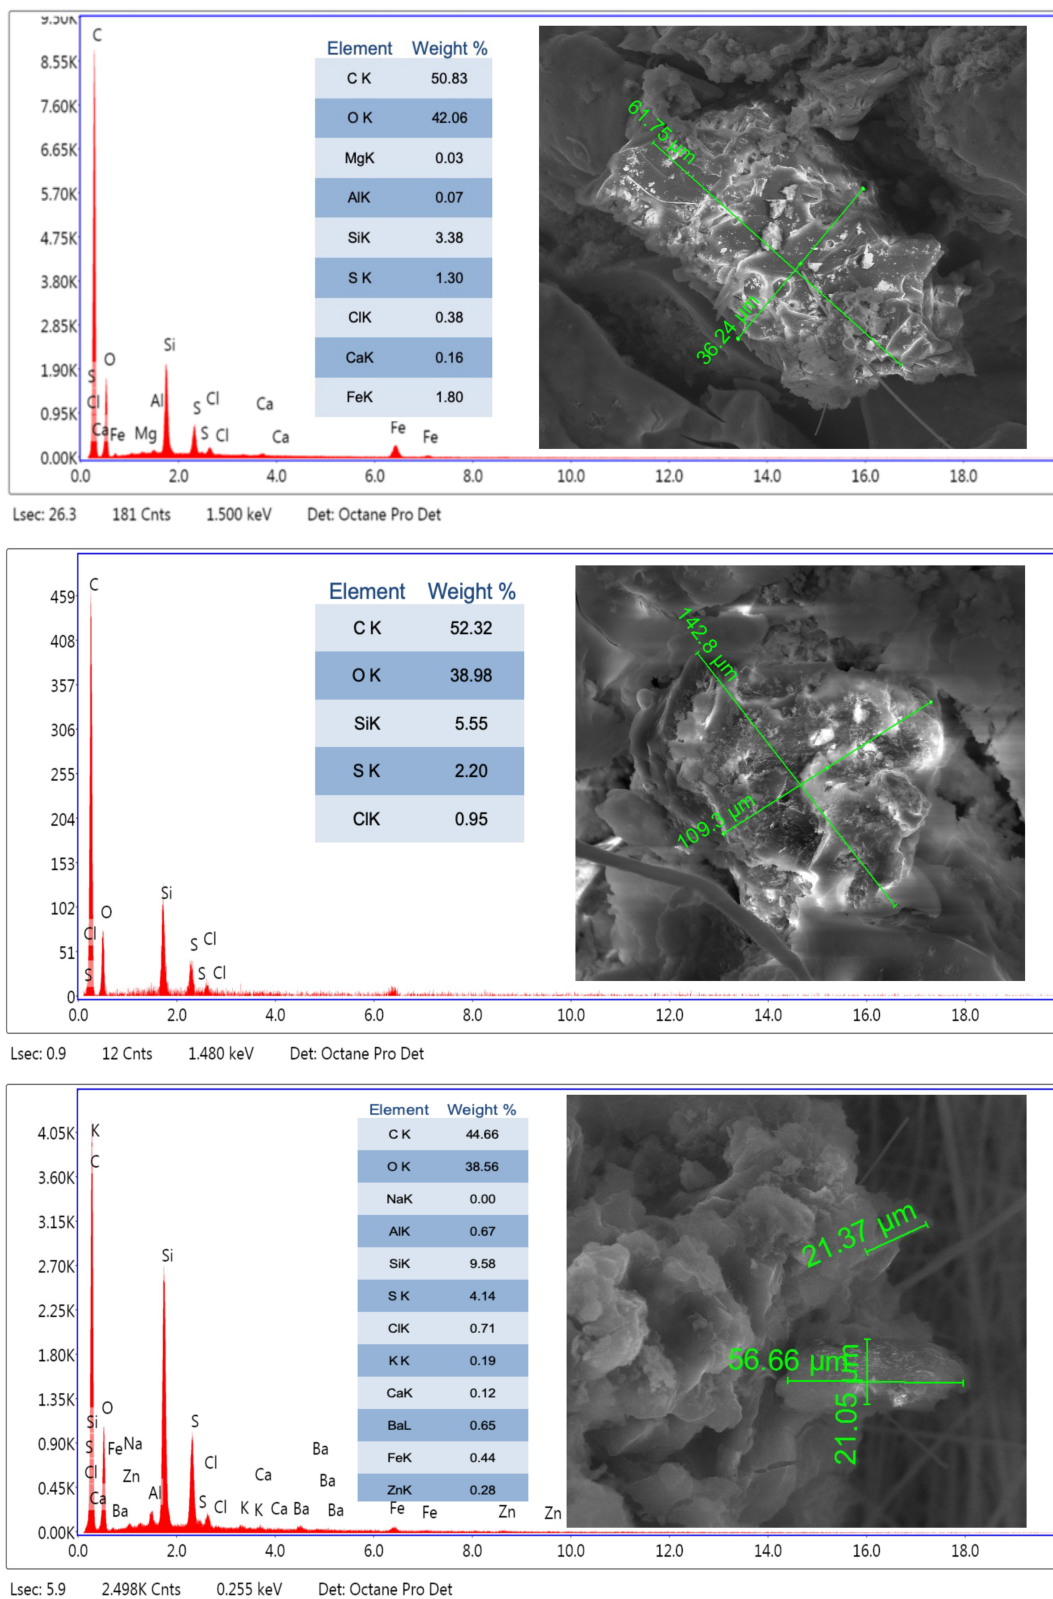 9.50K
C
8.55K
7.60K
6.65K
5.70K
4.75K
3.80K
2.85K
1.90K
0.95K
0.00K
S
Cl
Ca
O
Fe
Mg
Al
Si
S
S
Cl
Cl
Ca
Ca
Fe
Fe
0.0 2.0 4.0 6.0 8.0 10.0 12.0 14.0 16.0 18.0
Element Weight %
C K 50.83
O K 42.06
MgK 0.03
AlK 0.07
SiK 3.38
S K 1.30
ClK 0.38
CaK 0.16
FeK 1.80
61.75 µm
36.24 µm
Lsec: 26.3 181 Cnts 1.500 keV Det: Octane Pro Det
C
459
408
357
306
255
204
153
102
51
0
Cl
S
O
Si
S
S
Cl
Cl
0.0 2.0 4.0 6.0 8.0 10.0 12.0 14.0 16.0 18.0
Element Weight %
C K 52.32
O K 38.98
SiK 5.55
S K 2.20
ClK 0.95
142.8 µm
109.3 µm
Lsec: 0.9 12 Cnts 1.480 keV Det: Octane Pro Det
4.05K
3.60K
3.15K
2.70K
2.25K
1.80K
1.35K
0.90K
0.45K
0.00K
K
C
Si
S
Cl
Ca
O
Fe
Na
Zn
Ba
Al
Si
S
S
Cl
Cl
K
K
Ca
Ca
Ba
Ba
Ba
Ba
Fe
Fe
Zn
Zn
0.0 2.0 4.0 6.0 8.0 10.0 12.0 14.0 16.0 18.0
Element Weight %
C K 44.66
O K 38.56
NaK 0.00
AlK 0.67
SiK 9.58
S K 4.14
ClK 0.71
K K 0.19
CaK 0.12
BaL 0.65
FeK 0.44
ZnK 0.28
21.37 µm
56.66 µm
21.05 µm
Lsec: 5.9 2.498K Cnts 0.255 keV Det: Octane Pro Det